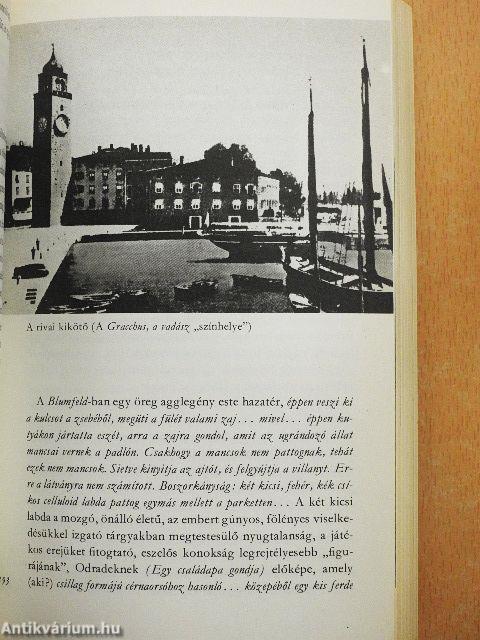 A rivai kikötő (A Gracchus, a vadász „színhelye”)
A Blumfeld-ban egy öreg agglegény este hazatér, éppen veszi ki
a kulcsot a zsebéből, megüti a fülét valami zaj... mivel... éppen ku-
tyákon jártatta eszét, arra a zajra gondol, amit az ugrándozó állat
mancsai vernek a padlón. Csakhogy a mancsok nem pattognak, tehát
ezek nem mancsok. Sietve kinyitja az ajtót, és felgyújtja a villanyt. Er-
re a látványra nem számított. Boszorkányság: két kicsi, fehér, kék csí-
kos celluloid labda pattog egymás mellett a parketten... A két kicsi
labda a mozgó, önálló életű, az embert gúnyos, fölényes viselke-
désükkel izgató tárgyakban megtestesülő nyugtalanság, a játé-
kos erejüket fitogtató, eszelős konokság legrejtélyesebb „figu-
rájának”, Odradeknek (Egy családapa gondja) előképe, amely
(aki?) csillag formájú cérnaorsóhoz hasonló... közepéből egy kis ferde
Antikvárium.hu